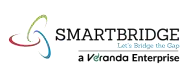 SMARTBRIDGE
Let's Bridge the Gap
a Veranda Enterprise